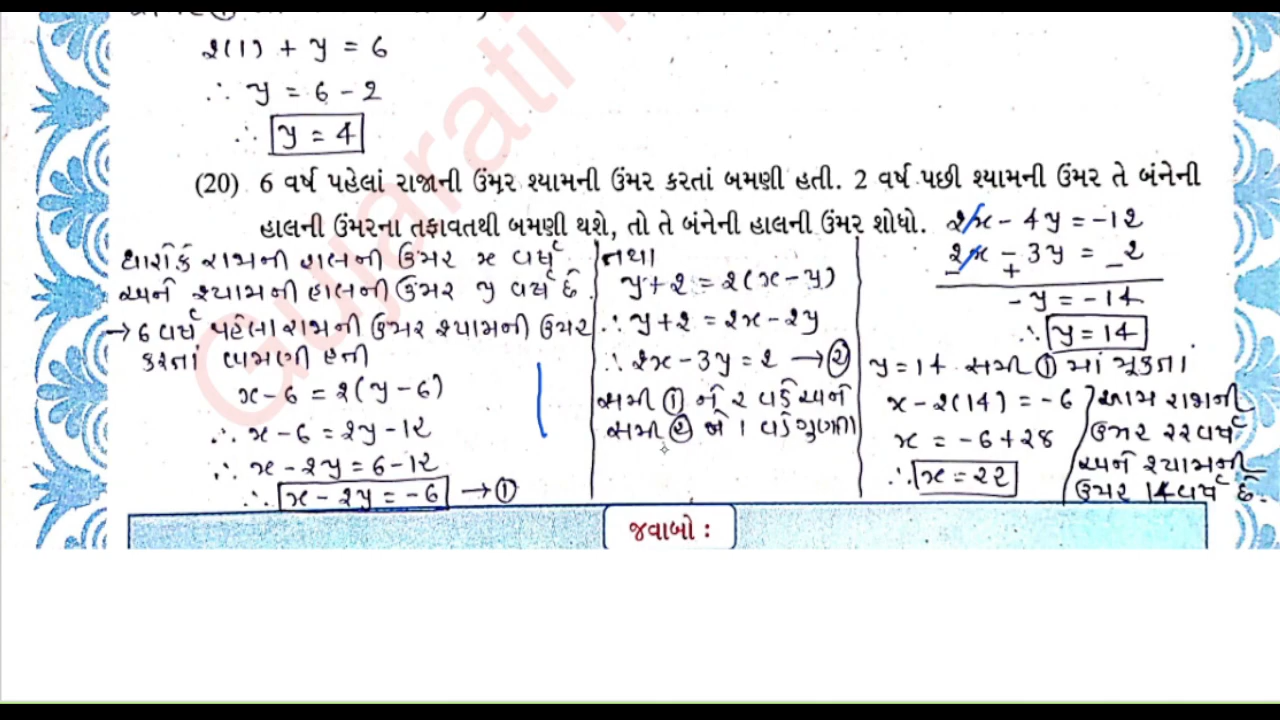 2(1) + y = 6
∴ y = 6 - 2
∴ y = 4
(20) 6 વર્ષ પહેલાં રાજાની ઉંમર શ્યામની ઉંમર કરતાં બમણી હતી. 2 વર્ષ પછી શ્યામની ઉંમર તે બંનેની
હાલની ઉંમરના તફાવતથી બમણી થશે, તો તે બંનેની હાલની ઉંમર શોધો.
ધારોકે રાજાની હાલની ઉંમર x વર્ષ
અને શ્યામની હાલની ઉંમર y વર્ષ છે.
→ 6 વર્ષ પહેલા રાજાની ઉંમર શ્યામની ઉંમર
કરતાં બમણી હતી
x - 6 = 2(y - 6)
∴ x - 6 = 2y - 12
∴ x - 2y = 6 - 12
∴ x - 2y = -6 → ①
તથા
y + 2 = 2(x - y)
∴ y + 2 = 2x - 2y
∴ 2x - 3y = 2 → ②
સમી ① ને 2 વડે અને
સમી ② ને 1 વડે ગુણતા
2x - 4y = -12
2x - 3y = 2
- + -
-y = -14
∴ y = 14
y = 14 સમી ① માં મૂકતા
x - 2(14) = -6
x = -6 + 28
∴ x = 22
આમ રાજાની
ઉંમર 22 વર્ષ
અને શ્યામની
ઉંમર 14 વર્ષ છે.
જવાબો :
Gujarati